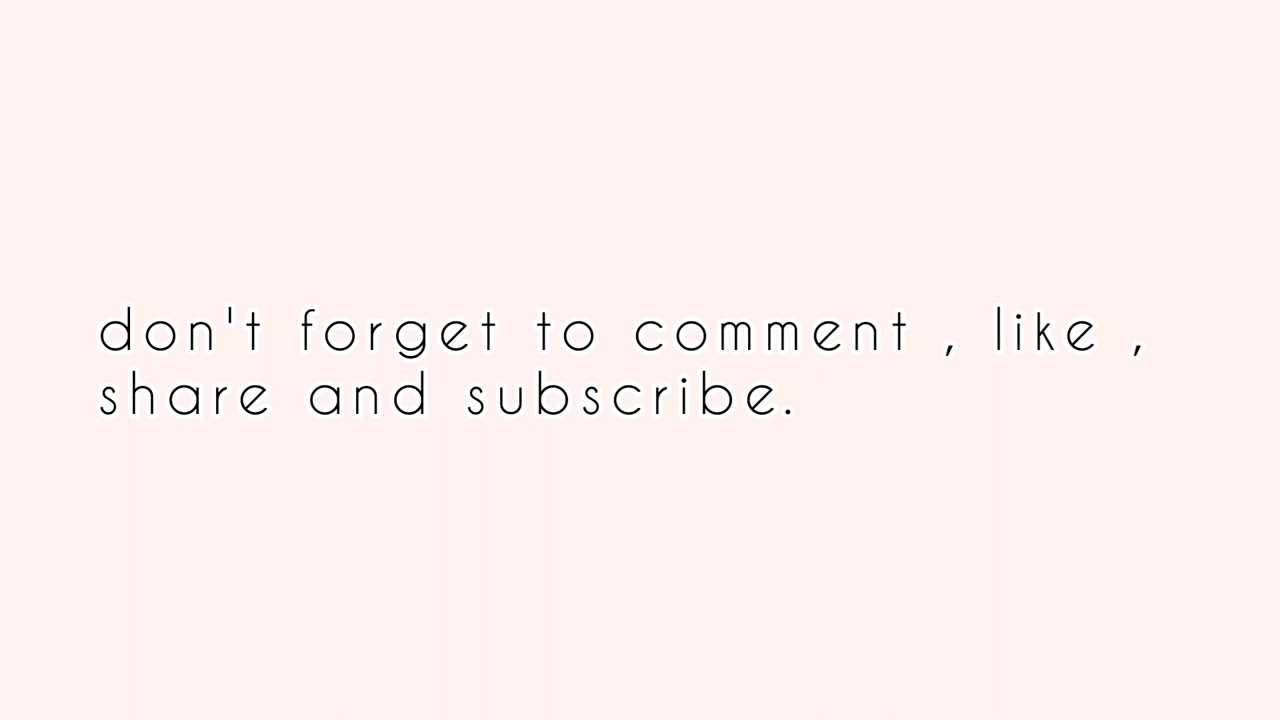 don't forget to comment , like ,
share and subscribe.